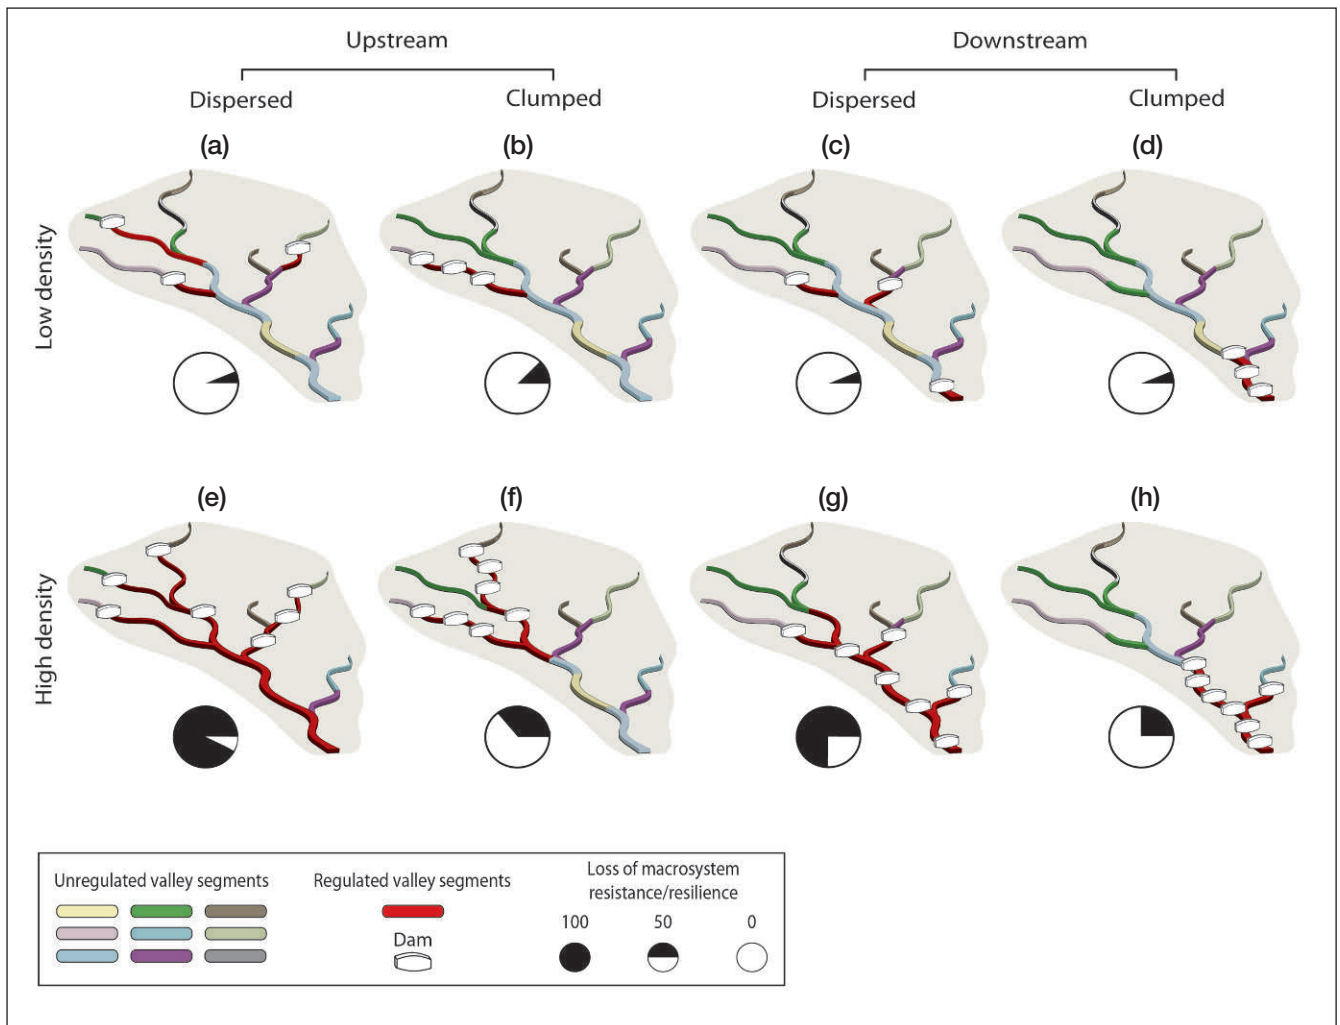 Upstream
Downstream
Dispersed
Clumped
Dispersed
Clumped
(a)
(b)
(c)
(d)
Low density
(e)
(f)
(g)
(h)
High density
Unregulated valley segments
Regulated valley segments
Dam
Loss of macrosystem
resistance/resilience
100
50
0